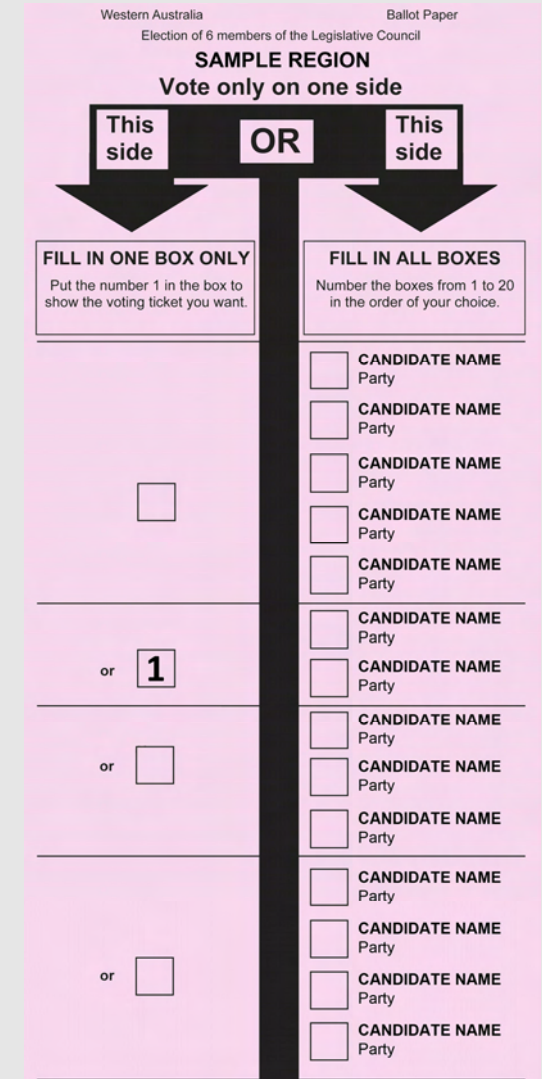 Western Australia
Ballot Paper
Election of 6 members of the Legislative Council
SAMPLE REGION
Vote only on one side
This
side
OR
This
side
FILL IN ONE BOX ONLY
Put the number 1 in the box to
show the voting ticket you want.
FILL IN ALL BOXES
Number the boxes from 1 to 20
in the order of your choice.
CANDIDATE NAME
Party
CANDIDATE NAME
Party
CANDIDATE NAME
Party
CANDIDATE NAME
Party
CANDIDATE NAME
Party
or 1
CANDIDATE NAME
Party
CANDIDATE NAME
Party
or
CANDIDATE NAME
Party
CANDIDATE NAME
Party
CANDIDATE NAME
Party
or
CANDIDATE NAME
Party
CANDIDATE NAME
Party
CANDIDATE NAME
Party
CANDIDATE NAME
Party